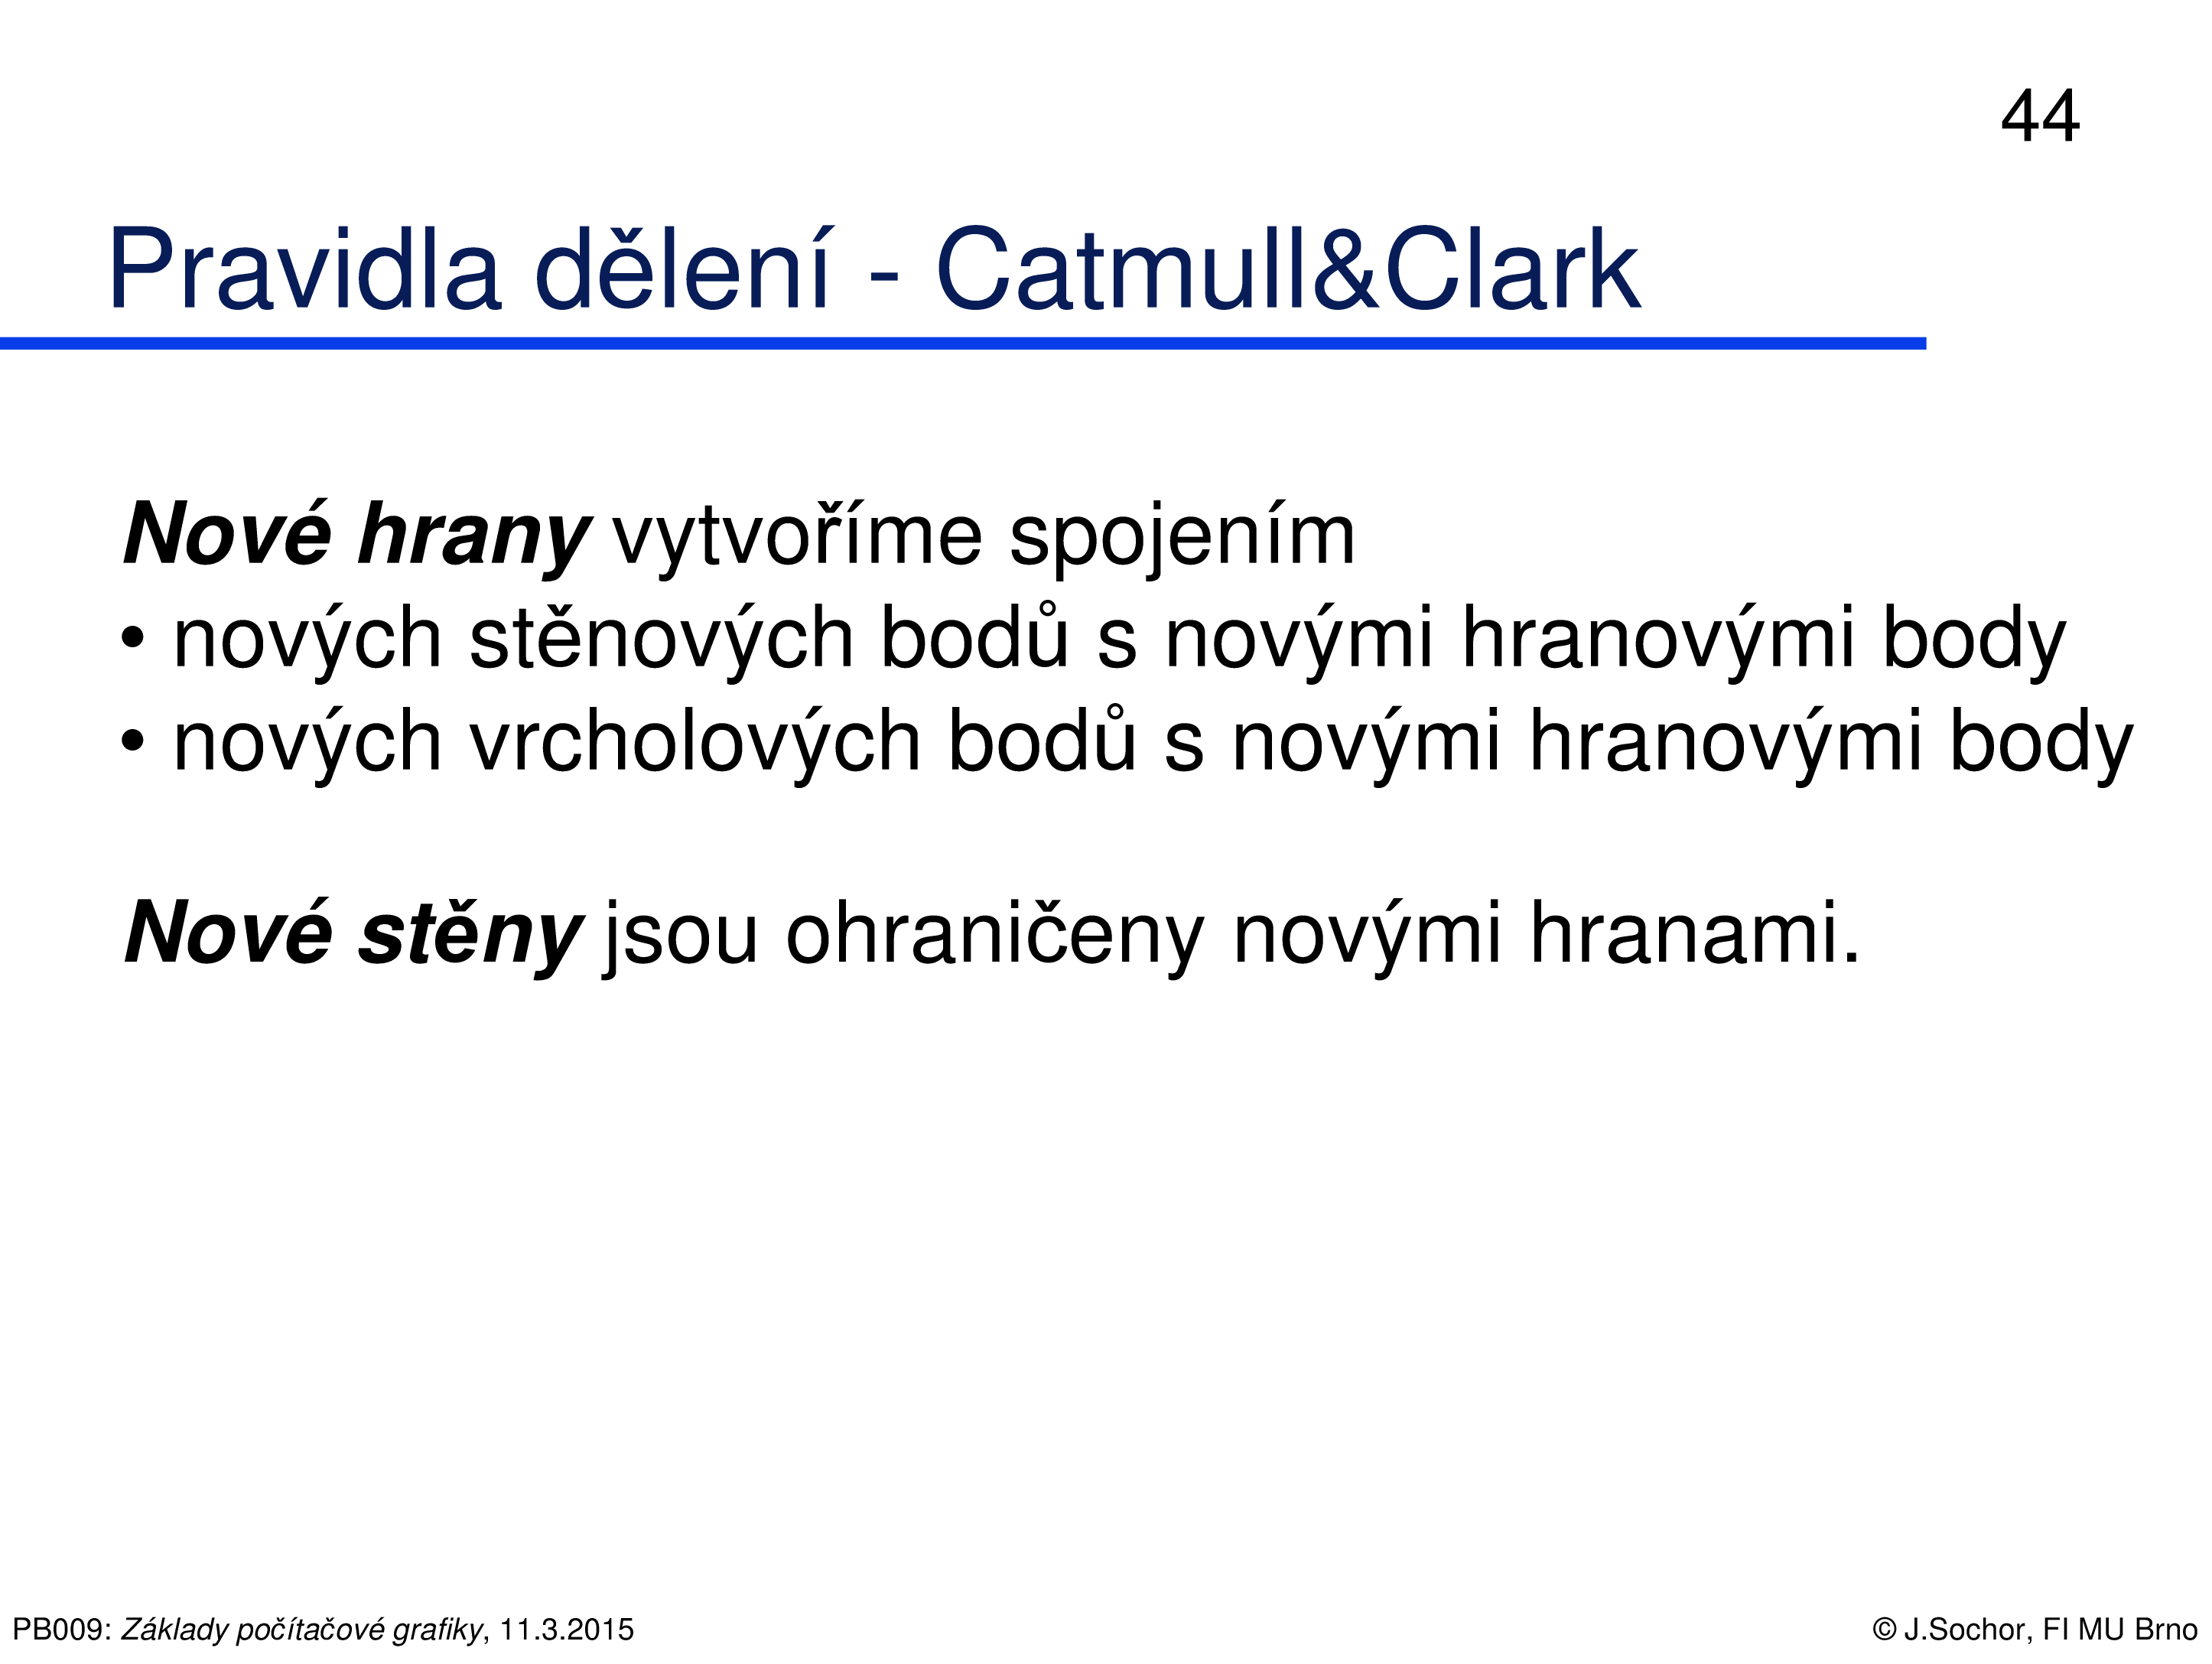 44
Pravidla dělení - Catmull&Clark
Nové hrany vytvoříme spojením
• nových stěnových bodů s novými hranovými body
• nových vrcholových bodů s novými hranovými body
Nové stěny jsou ohraničeny novými hranami.
PB009: Základy počítačové grafiky, 11.3.2015
© J.Sochor, FI MU Brno